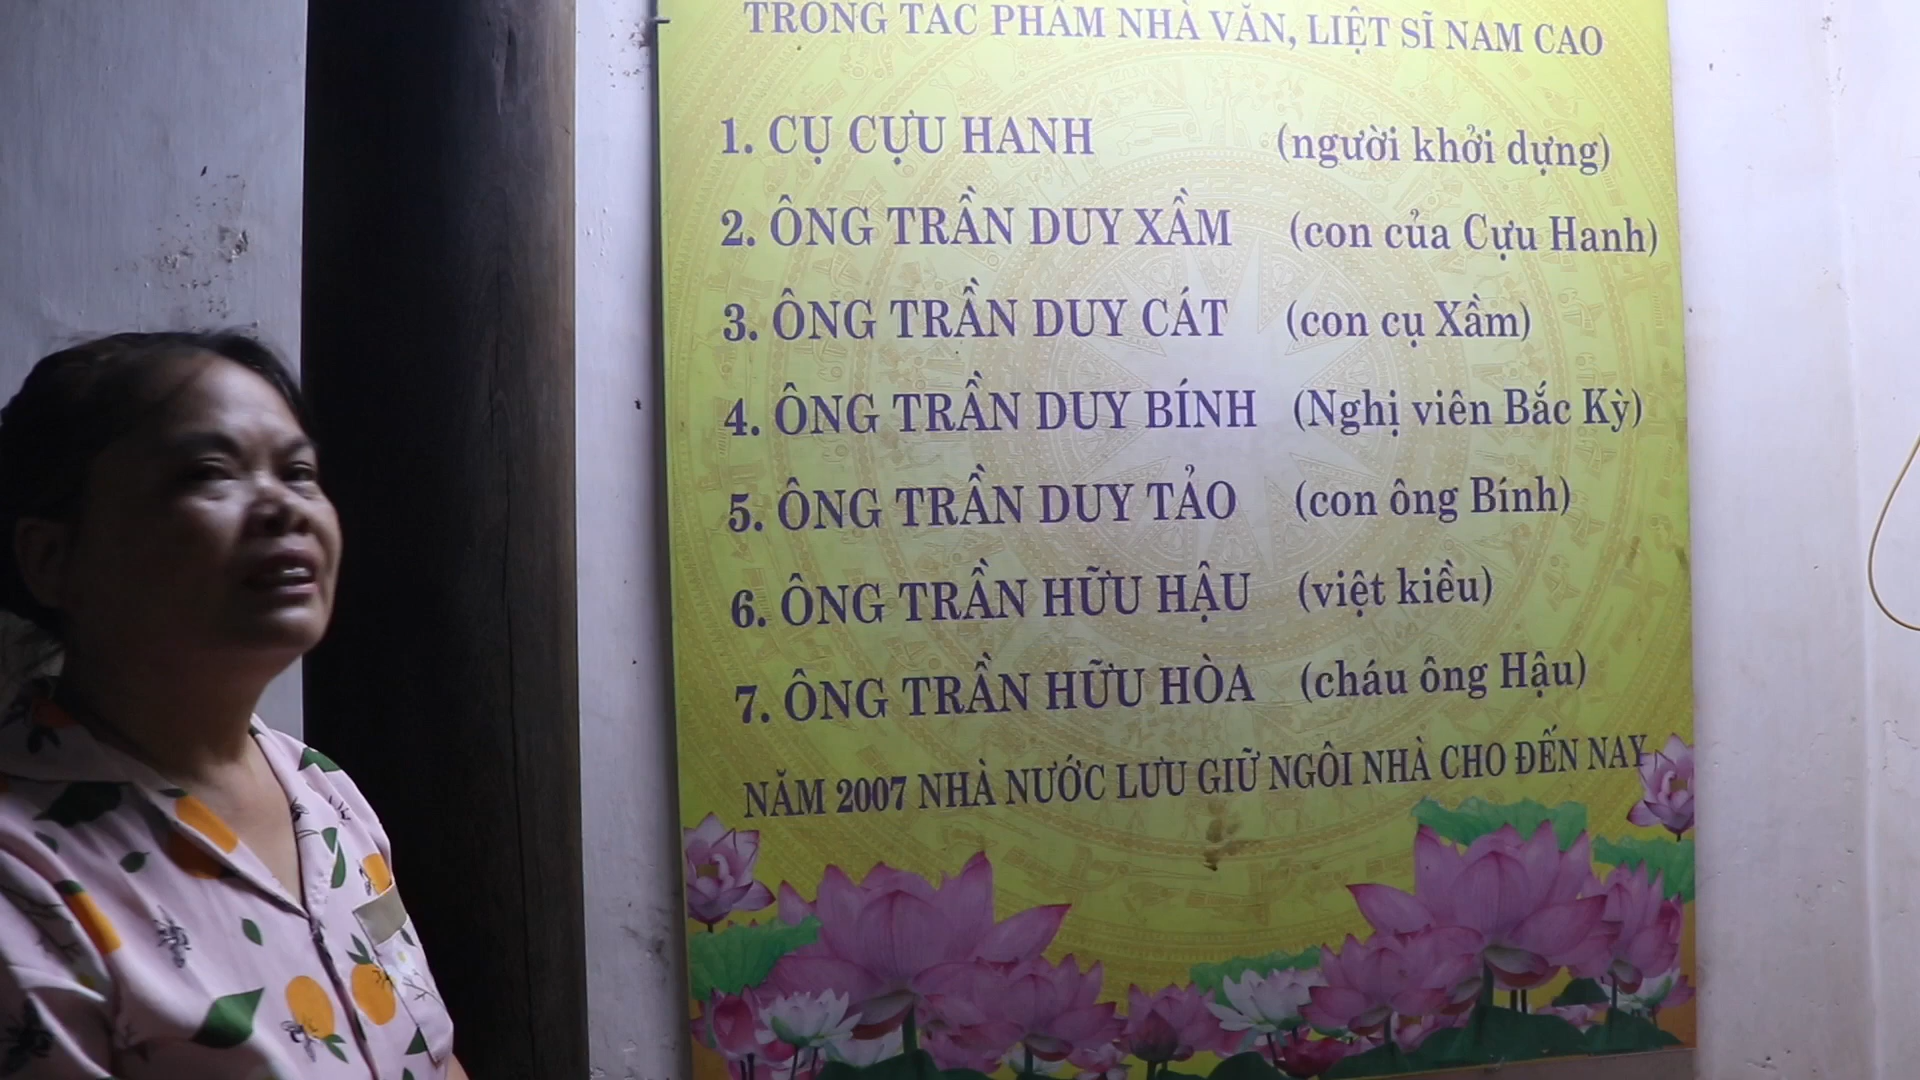 TRONG TÁC PHẨM NHÀ VĂN, LIỆT SĨ NAM CAO
1. CỤ CỰU HANH (người khởi dựng)
2. ÔNG TRẦN DUY XẦM (con của Cựu Hanh)
3. ÔNG TRẦN DUY CÁT (con cụ Xầm)
4. ÔNG TRẦN DUY BÍNH (Nghị viên Bắc Kỳ)
5. ÔNG TRẦN DUY TẢO (con ông Bính)
6. ÔNG TRẦN HỮU HẬU (việt kiều)
7. ÔNG TRẦN HỮU HÒA (cháu ông Hậu)
NĂM 2007 NHÀ NƯỚC LƯU GIỮ NGÔI NHÀ CHO ĐẾN NAY